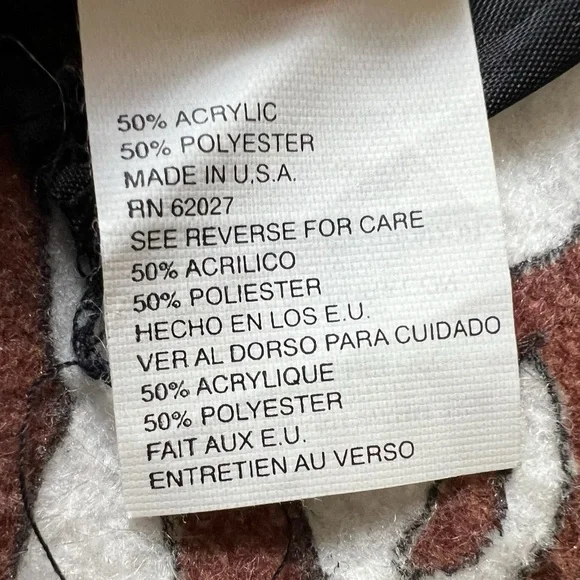 50% ACRYLIC
50% POLYESTER
MADE IN U.S.A.
RN 62027
SEE REVERSE FOR CARE
50% ACRILICO
50% POLIESTER
HECHO EN LOS E.U.
VER AL DORSO PARA CUIDADO
50% ACRYLIQUE
50% POLYESTER
FAIT AUX E.U.
ENTRETIEN AU VERSO